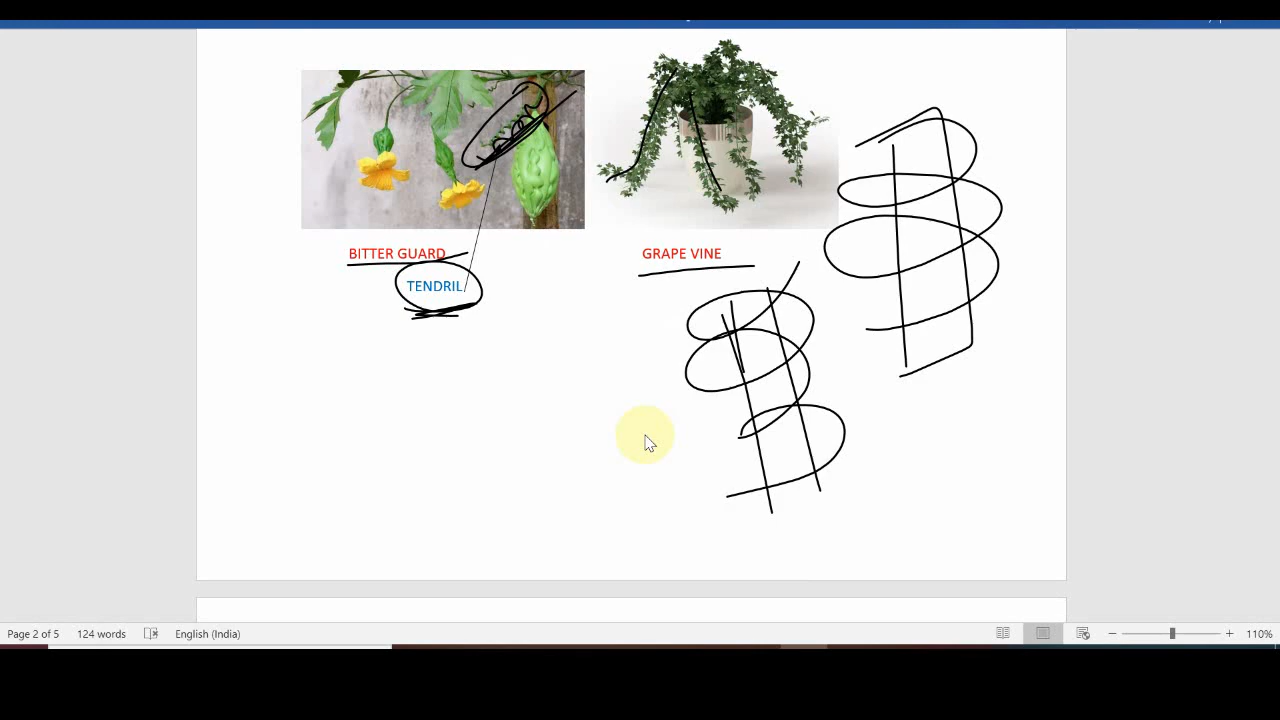 BITTER GUARD
GRAPE VINE
TENDRIL
Page 2 of 5
124 words
English (India)
110%